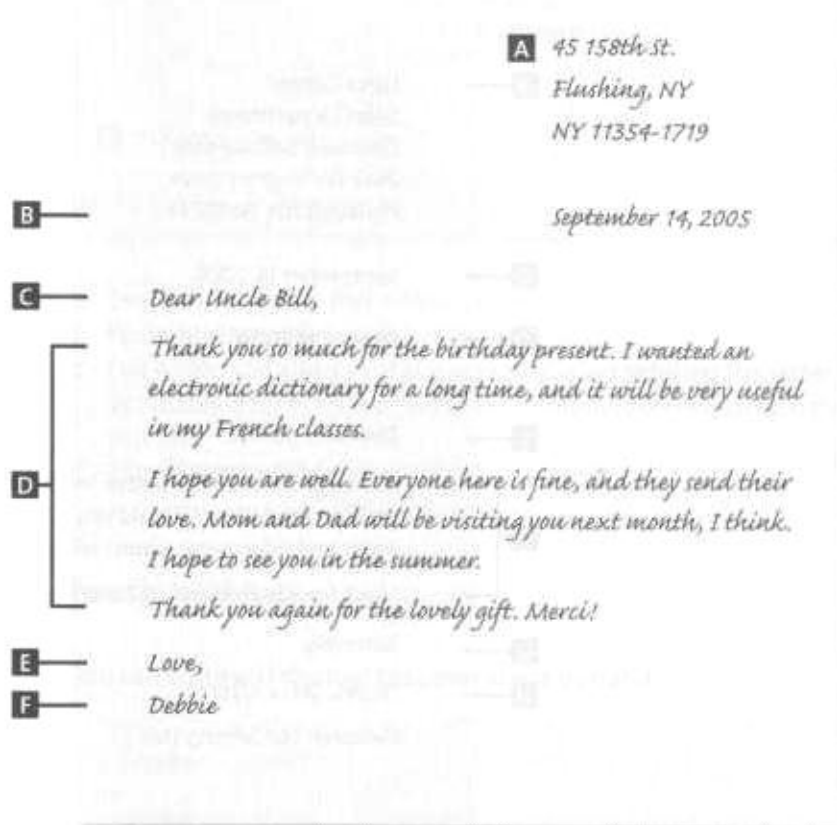 A 45 158th St.
Flushing, NY
NY 11354-1719
B September 14, 2005
C Dear Uncle Bill,
Thank you so much for the birthday present. I wanted an
electronic dictionary for a long time, and it will be very useful
in my French classes.
D I hope you are well. Everyone here is fine, and they send their
love. Mom and Dad will be visiting you next month, I think.
I hope to see you in the summer.
Thank you again for the lovely gift. Merci!
E Love,
F Debbie